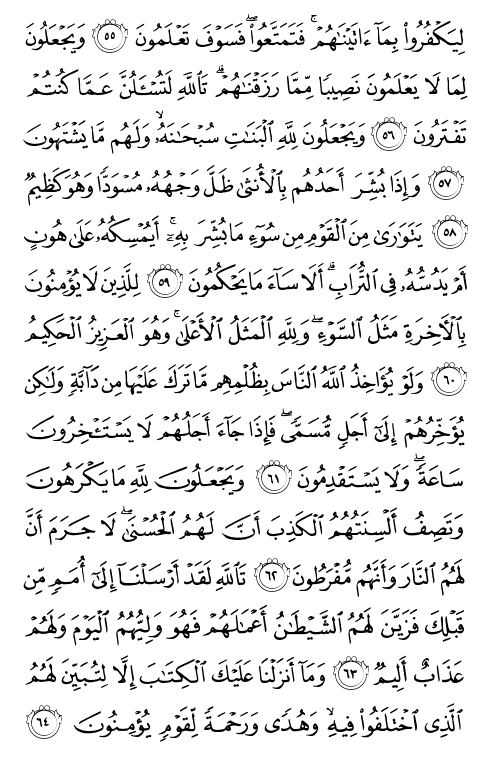 لِيَكْفُرُوا۟ بِمَآ ءَاتَيْنَٰهُمْ ۚ فَتَمَتَّعُوا۟ ۖ فَسَوْفَ تَعْلَمُونَ ٥٥ وَيَجْعَلُونَ
لِمَا لَا يَعْلَمُونَ نَصِيبًا مِّمَّا رَزَقْنَٰهُمْ ۗ تَٱللَّهِ لَتُسْـَٔلُنَّ عَمَّا كُنتُمْ
تَفْتَرُونَ ٥٦ وَيَجْعَلُونَ لِلَّهِ ٱلْبَنَٰتِ سُبْحَٰنَهُۥ ۙ وَلَهُم مَّا يَشْتَهُونَ
٥٧ وَإِذَا بُشِّرَ أَحَدُهُم بِٱلْأُنثَىٰ ظَلَّ وَجْهُهُۥ مُسْوَدًّا وَهُوَ كَظِيمٌ
٥٨ يَتَوَٰرَىٰ مِنَ ٱلْقَوْمِ مِن سُوٓءِ مَا بُشِّرَ بِهِۦٓ ۚ أَيُمْسِكُهُۥ عَلَىٰ هُونٍ
أَمْ يَدُسُّهُۥ فِى ٱلتُّرَابِ ۗ أَلَا سَآءَ مَا يَحْكُمُونَ ٥٩ لِلَّذِينَ لَا يُؤْمِنُونَ
بِٱلْـَٔاخِرَةِ مَثَلُ ٱلسَّوْءِ ۖ وَلِلَّهِ ٱلْمَثَلُ ٱلْأَعْلَىٰ ۚ وَهُوَ ٱلْعَزِيزُ ٱلْحَكِيمُ
٦٠ وَلَوْ يُؤَاخِذُ ٱللَّهُ ٱلنَّاسَ بِظُلْمِهِم مَّا تَرَكَ عَلَيْهَا مِن دَآبَّةٍ وَلَٰكِن
يُؤَخِّرُهُمْ إِلَىٰٓ أَجَلٍ مُّسَمًّى ۖ فَإِذَا جَآءَ أَجَلُهُمْ لَا يَسْتَـْٔخِرُونَ
سَاعَةً ۖ وَلَا يَسْتَقْدِمُونَ ٦١ وَيَجْعَلُونَ لِلَّهِ مَا يَكْرَهُونَ
وَتَصِفُ أَلْسِنَتُهُمُ ٱلْكَذِبَ أَنَّ لَهُمُ ٱلْحُسْنَىٰ ۖ لَا جَرَمَ أَنَّ
لَهُمُ ٱلنَّارَ وَأَنَّهُم مُّفْرَطُونَ ٦٢ تَٱللَّهِ لَقَدْ أَرْسَلْنَآ إِلَىٰٓ أُمَمٍ مِّن
قَبْلِكَ فَزَيَّنَ لَهُمُ ٱلشَّيْطَٰنُ أَعْمَٰلَهُمْ فَهُوَ وَلِيُّهُمُ ٱلْيَوْمَ وَلَهُمْ
عَذَابٌ أَلِيمٌ ٦٣ وَمَآ أَنزَلْنَا عَلَيْكَ ٱلْكِتَٰبَ إِلَّا لِتُبَيِّنَ لَهُمُ
ٱلَّذِى ٱخْتَلَفُوا۟ فِيهِ ۙ وَهُدًى وَرَحْمَةً لِّقَوْمٍ يُؤْمِنُونَ ٦٤